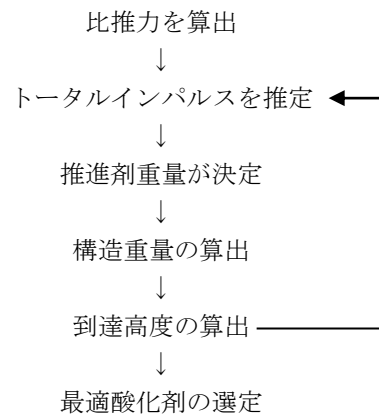 比推力を算出
↓
トータルインパルスを推定
↓
推進剤重量が決定
↓
構造重量の算出
↓
到達高度の算出
↓
最適酸化剤の選定